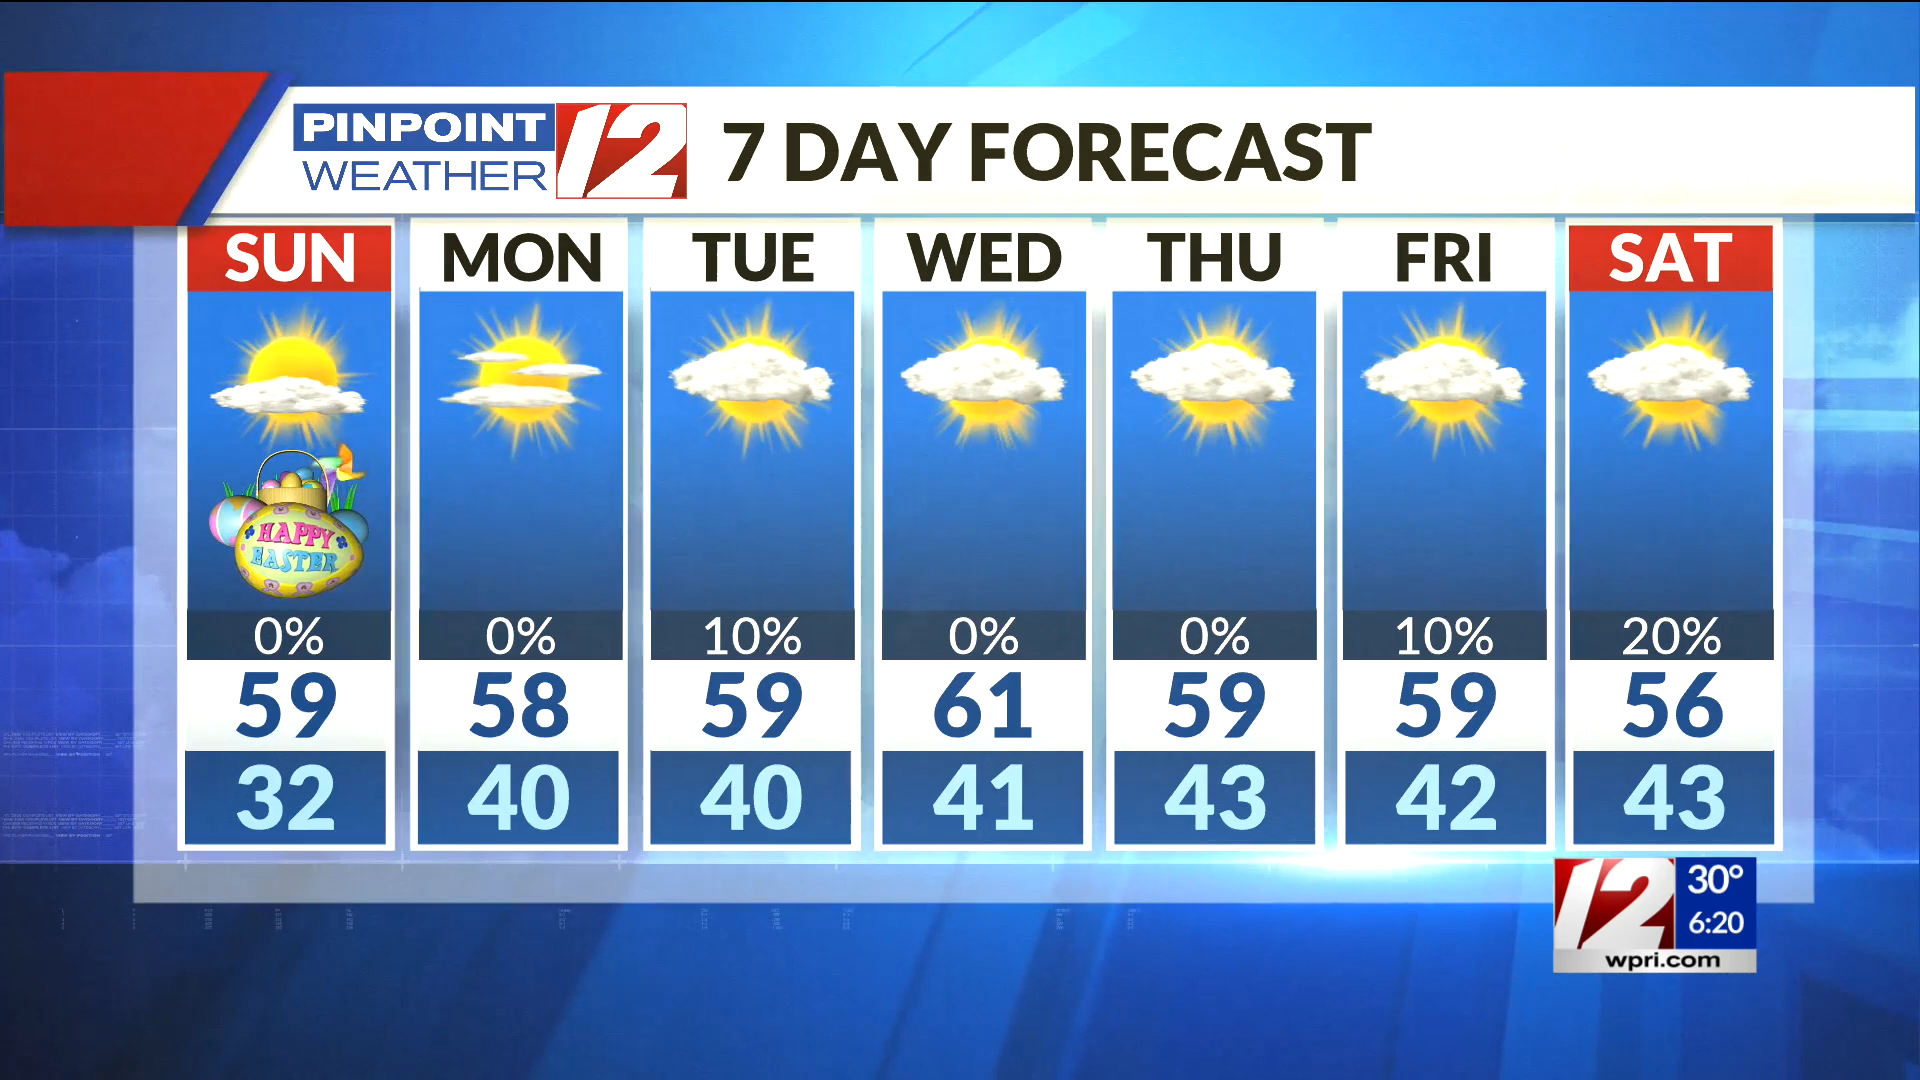 PINPOINT
WEATHER
12
7 DAY FORECAST
SUN MON TUE WED THU FRI SAT
HAPPY
EASTER
0% 0% 10% 0% 0% 10% 20%
59 58 59 61 59 59 56
32 40 40 41 43 42 43
12
30°
6:20
wpri.com